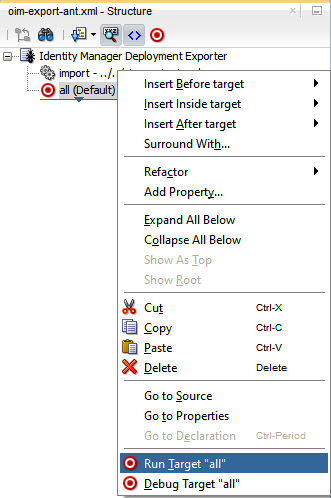 oim-export-ant.xml - Structure
Identity Manager Deployment Exporter
import - ../../
all (Default)
Insert Before target
Insert Inside target
Insert After target
Surround With...
Refactor
Add Property...
Expand All Below
Collapse All Below
Show As Top
Show Root
Cut Ctrl-X
Copy Ctrl-C
Paste Ctrl-V
Delete Delete
Go to Source
Go to Properties
Go to Declaration Ctrl-Period
Run Target "all"
Debug Target "all"